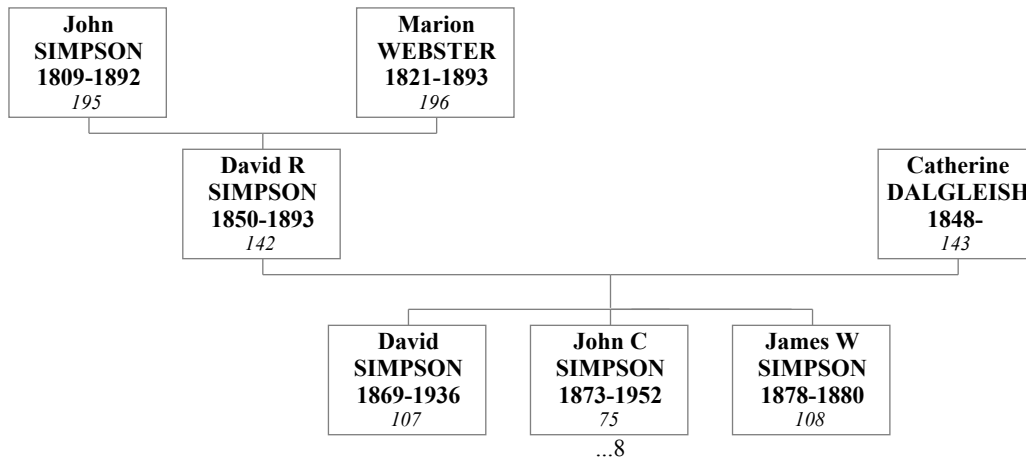 John
SIMPSON
1809-1892
195
Marion
WEBSTER
1821-1893
196
David R
SIMPSON
1850-1893
142
Catherine
DALGLEISH
1848-
143
David
SIMPSON
1869-1936
107
John C
SIMPSON
1873-1952
75
James W
SIMPSON
1878-1880
108
...8